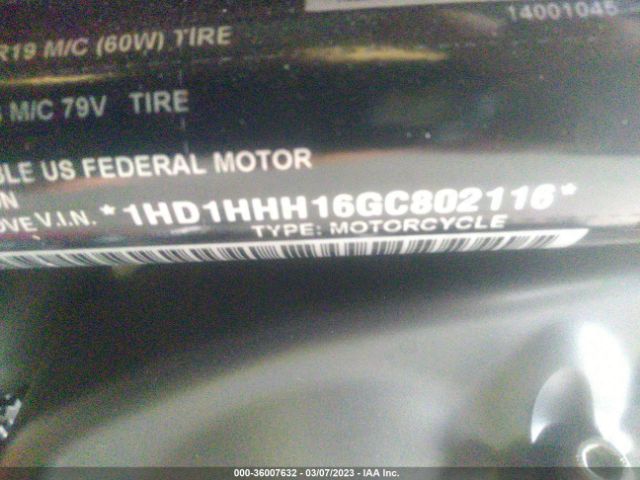 14001045
R19 M/C (60W) TIRE
M/C 79V TIRE
BLE US FEDERAL MOTOR
ON
OVE V.I.N. *1HD1HHH16GC802116*
TYPE: MOTORCYCLE
000-36007632 - 03/07/2023 - IAA Inc.